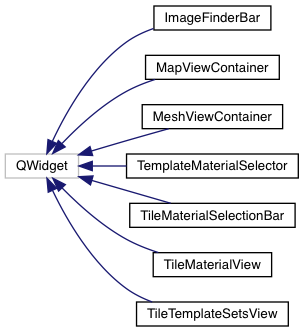 ImageFinderBar
MapViewContainer
MeshViewContainer
QWidget
TemplateMaterialSelector
TileMaterialSelectionBar
TileMaterialView
TileTemplateSetsView